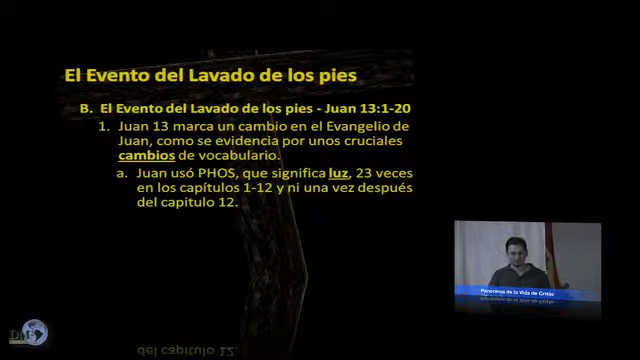 El Evento del Lavado de los pies
B. El Evento del Lavado de los pies - Juan 13:1-20
1. Juan 13 marca un cambio en el Evangelio de
Juan, como se evidencia por unos cruciales
cambios de vocabulario.
a. Juan usó PHOS, que significa luz, 23 veces
en los capítulos 1-12 y ni una vez después
del capitulo 12.
Panorama de la Vida de Cristo